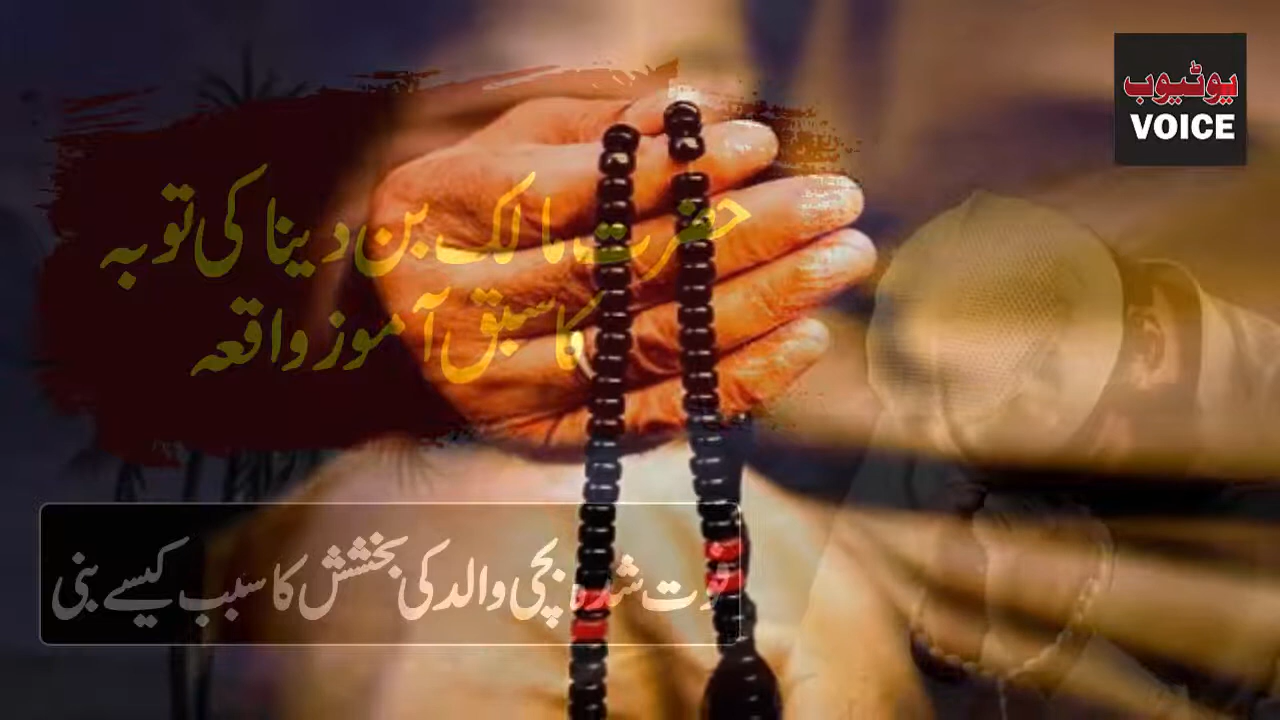 یوٹیوب
VOICE
حضرت مالک بن دینا کی توبہ
کا سبق آموز واقعہ
فوت شدہ بچی والد کی بخشش کا سبب کیسے بنی